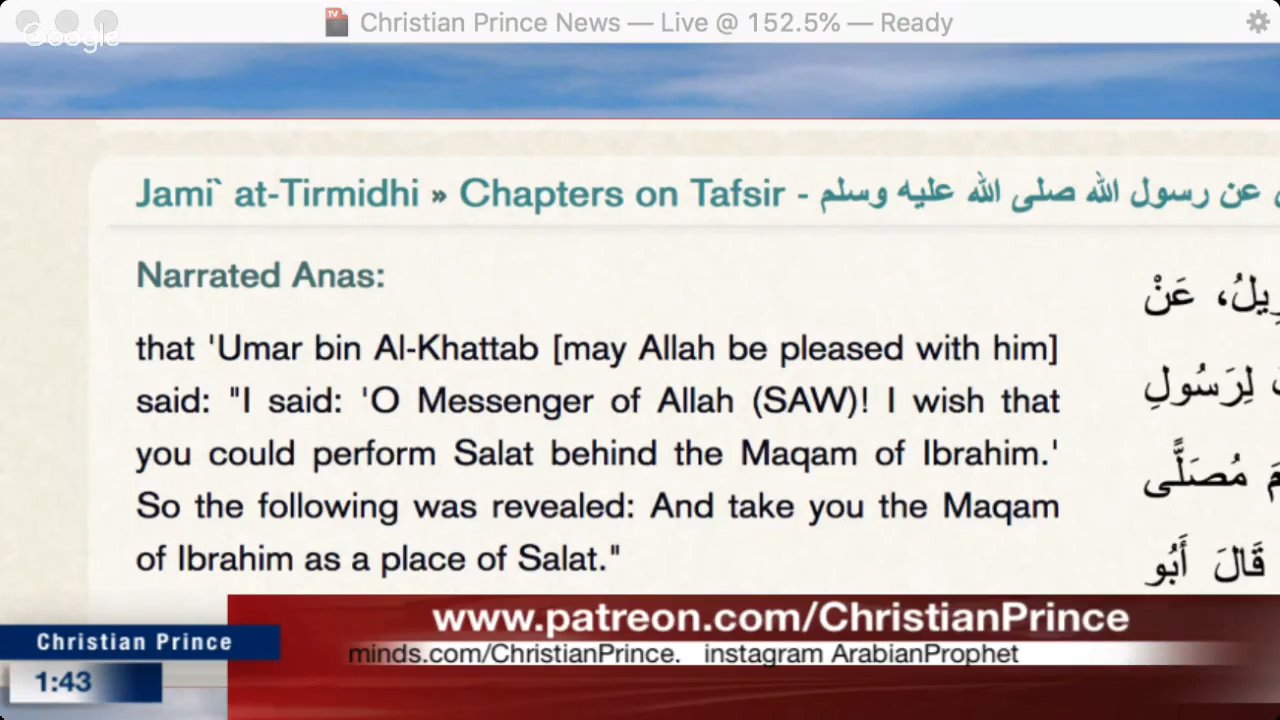 Christian Prince News — Live @ 152.5% — Ready
Google
Jami` at-Tirmidhi » Chapters on Tafsir - عن رسول الله صلى الله عليه وسلم
Narrated Anas:
that 'Umar bin Al-Khattab [may Allah be pleased with him]
said: "I said: 'O Messenger of Allah (SAW)! I wish that
you could perform Salat behind the Maqam of Ibrahim.'
So the following was revealed: And take you the Maqam
of Ibrahim as a place of Salat."
عَنْ
لِرَسُولِ
مُصَلًّى
قَالَ أَبُو
www.patreon.com/ChristianPrince
minds.com/ChristianPrince. instagram ArabianProphet
Christian Prince
1:43